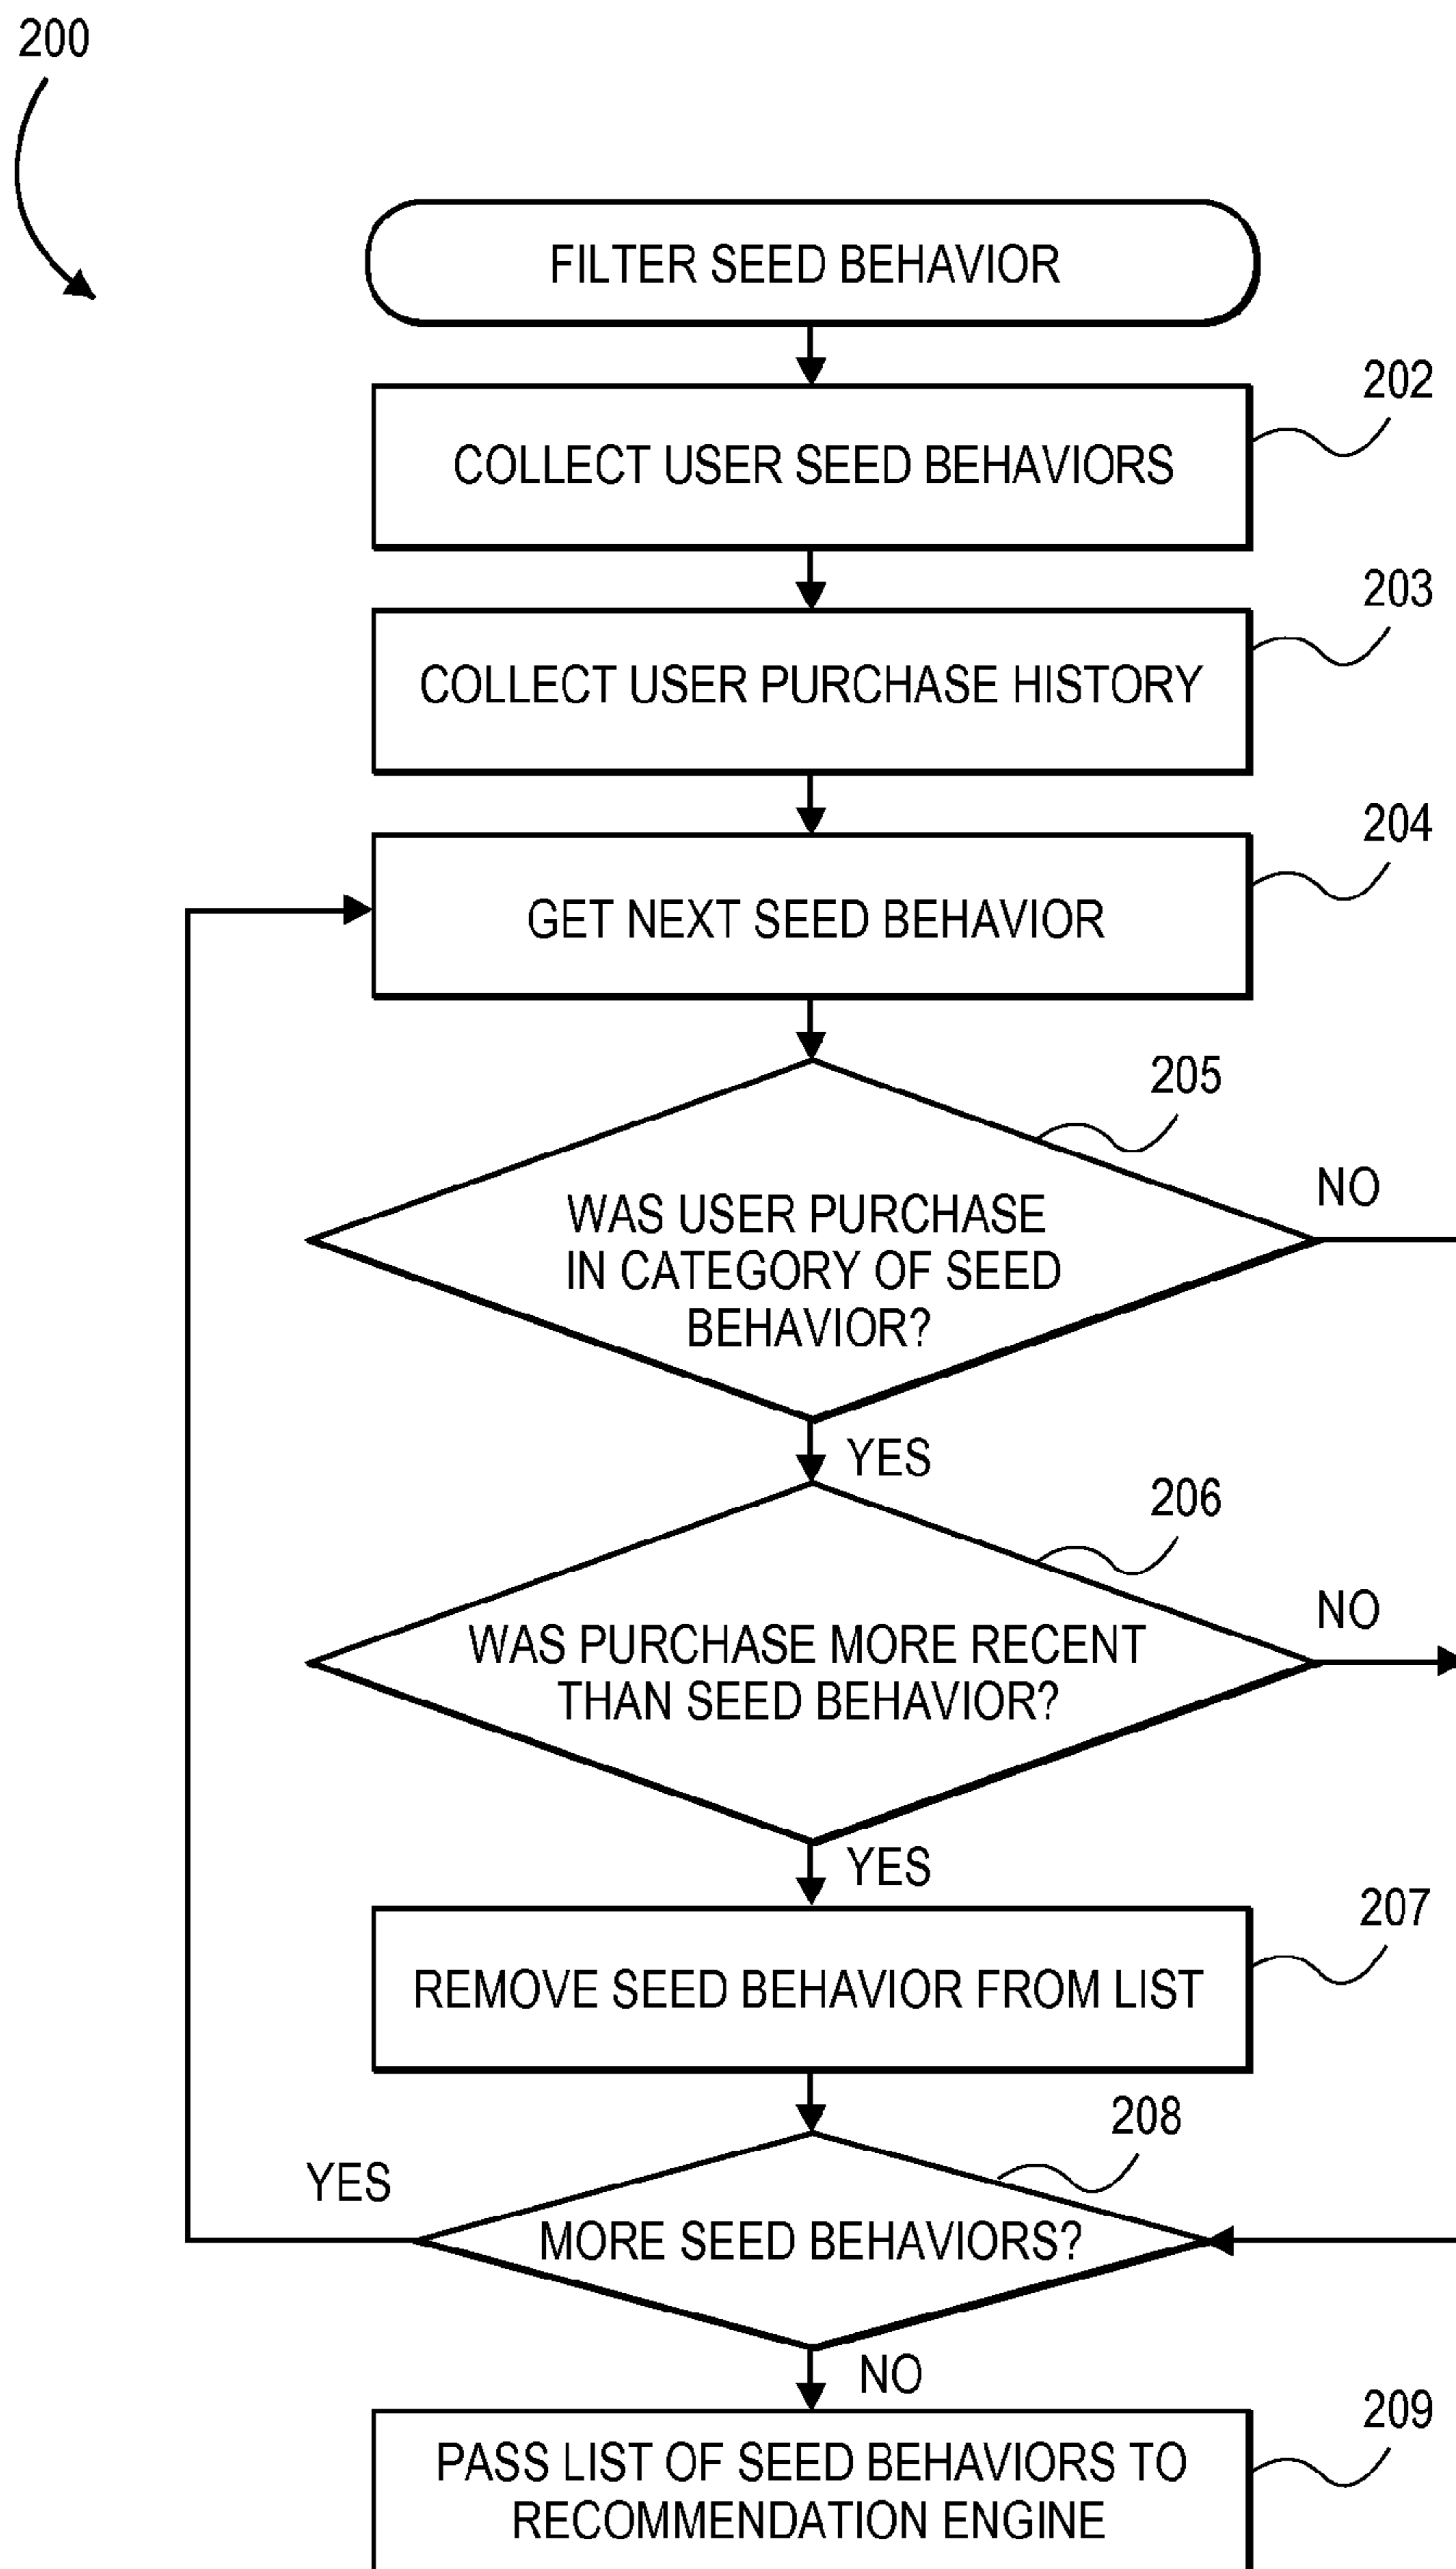 200
FILTER SEED BEHAVIOR
202
COLLECT USER SEED BEHAVIORS
203
COLLECT USER PURCHASE HISTORY
204
GET NEXT SEED BEHAVIOR
205
NO
WAS USER PURCHASE
IN CATEGORY OF SEED
BEHAVIOR?
YES
206
NO
WAS PURCHASE MORE RECENT
THAN SEED BEHAVIOR?
YES
207
REMOVE SEED BEHAVIOR FROM LIST
208
YES
MORE SEED BEHAVIORS?
NO
209
PASS LIST OF SEED BEHAVIORS TO
RECOMMENDATION ENGINE